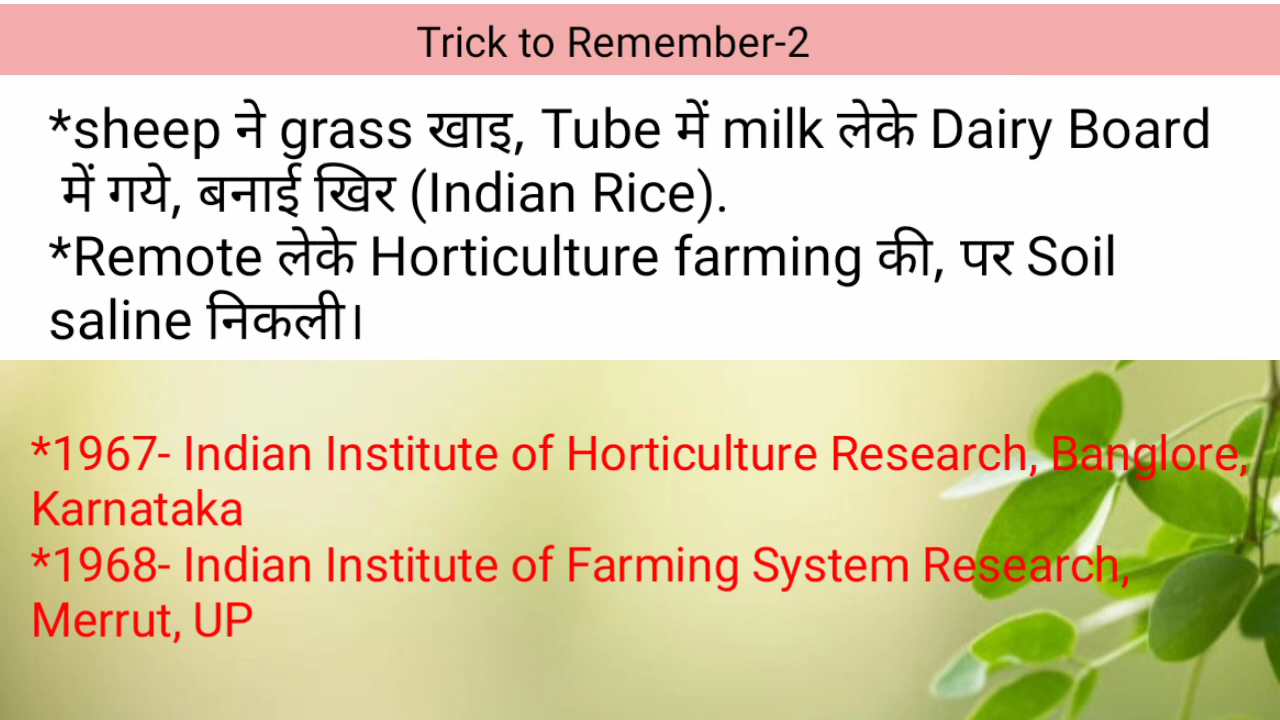 Trick to Remember-2
*sheep ने grass खाइ, Tube में milk लेके Dairy Board
में गये, बनाई खिर (Indian Rice).
*Remote लेके Horticulture farming की, पर Soil
saline निकली।
*1967- Indian Institute of Horticulture Research, Banglore,
Karnataka
*1968- Indian Institute of Farming System Research,
Merrut, UP